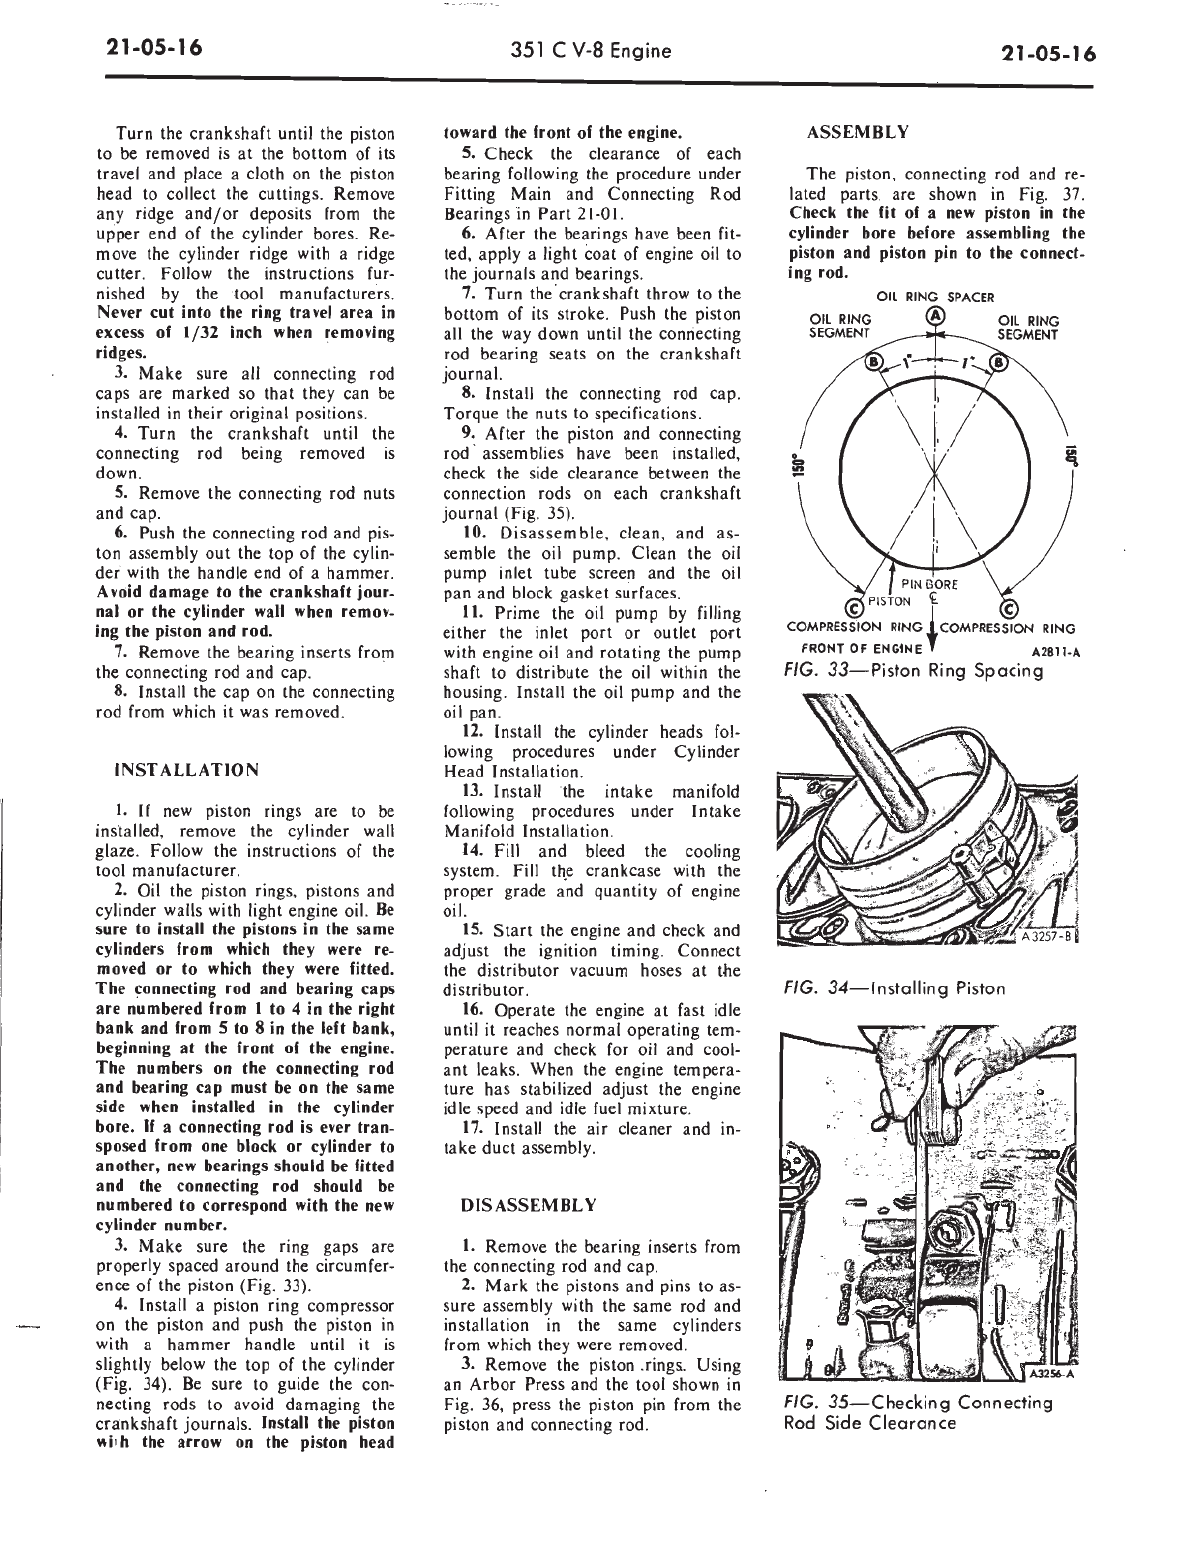 21-05-16
351 C V-8 Engine
21-05-16
Turn the crankshaft until the piston
to be removed is at the bottom of its
travel and place a cloth on the piston
head to collect the cuttings. Remove
any ridge and/or deposits from the
upper end of the cylinder bores. Re-
move the cylinder ridge with a ridge
cutter. Follow the instructions fur-
nished by the tool manufacturers.
Never cut into the ring travel area in
excess of 1/32 inch when removing
ridges.
3. Make sure all connecting rod
caps are marked so that they can be
installed in their original positions.
4. Turn the crankshaft until the
connecting rod being removed is
down.
5. Remove the connecting rod nuts
and cap.
6. Push the connecting rod and pis-
ton assembly out the top of the cylin-
der with the handle end of a hammer.
Avoid damage to the crankshaft jour-
nal or the cylinder wall when remov-
ing the piston and rod.
7. Remove the bearing inserts from
the connecting rod and cap.
8. Install the cap on the connecting
rod from which it was removed.
INSTALLATION
1. If new piston rings are to be
installed, remove the cylinder wall
glaze. Follow the instructions of the
tool manufacturer.
2. Oil the piston rings, pistons and
cylinder walls with light engine oil. Be
sure to install the pistons in the same
cylinders from which they were re-
moved or to which they were fitted.
The connecting rod and bearing caps
are numbered from 1 to 4 in the right
bank and from 5 to 8 in the left bank,
beginning at the front of the engine.
The numbers on the connecting rod
and bearing cap must be on the same
side when installed in the cylinder
bore. If a connecting rod is ever tran-
sposed from one block or cylinder to
another, new bearings should be fitted
and the connecting rod should be
numbered to correspond with the new
cylinder number.
3. Make sure the ring gaps are
properly spaced around the circumfer-
ence of the piston (Fig. 33).
4. Install a piston ring compressor
on the piston and push the piston in
with a hammer handle until it is
slightly below the top of the cylinder
(Fig. 34). Be sure to guide the con-
necting rods to avoid damaging the
crankshaft journals. Install the piston
with the arrow on the piston head
toward the front of the engine.
5. Check the clearance of each
bearing following the procedure under
Fitting Main and Connecting Rod
Bearings in Part 21-01.
6. After the bearings have been fit-
ted, apply a light coat of engine oil to
the journals and bearings.
7. Turn the crankshaft throw to the
bottom of its stroke. Push the piston
all the way down until the connecting
rod bearing seats on the crankshaft
journal.
8. Install the connecting rod cap.
Torque the nuts to specifications.
9. After the piston and connecting
rod assemblies have been installed,
check the side clearance between the
connection rods on each crankshaft
journal (Fig. 35).
10. Disassemble, clean, and as-
semble the oil pump. Clean the oil
pump inlet tube screen and the oil
pan and block gasket surfaces.
11. Prime the oil pump by filling
either the inlet port or outlet port
with engine oil and rotating the pump
shaft to distribute the oil within the
housing. Install the oil pump and the
oil pan.
12. Install the cylinder heads fol-
lowing procedures under Cylinder
Head Installation.
13. Install the intake manifold
following procedures under Intake
Manifold Installation.
14. Fill and bleed the cooling
system. Fill the crankcase with the
proper grade and quantity of engine
oil.
15. Start the engine and check and
adjust the ignition timing. Connect
the distributor vacuum hoses at the
distributor.
16. Operate the engine at fast idle
until it reaches normal operating tem-
perature and check for oil and cool-
ant leaks. When the engine tempera-
ture has stabilized adjust the engine
idle speed and idle fuel mixture.
17. Install the air cleaner and in-
take duct assembly.
DISASSEMBLY
1. Remove the bearing inserts from
the connecting rod and cap.
2. Mark the pistons and pins to as-
sure assembly with the same rod and
installation in the same cylinders
from which they were removed.
3. Remove the piston rings. Using
an Arbor Press and the tool shown in
Fig. 36, press the piston pin from the
piston and connecting rod.
ASSEMBLY
The piston, connecting rod and re-
lated parts are shown in Fig. 37.
Check the fit of a new piston in the
cylinder bore before assembling the
piston and piston pin to the connect-
ing rod.
OIL RING SPACER
OIL RING
SEGMENT
A
OIL RING
SEGMENT
B 1" 1" B
150°
150°
PIN BORE
℄
PISTON
C
C
COMPRESSION RING
COMPRESSION RING
FRONT OF ENGINE
A2811-A
FIG. 33—Piston Ring Spacing
A3257-B
FIG. 34—Installing Piston
A3256-A
FIG. 35—Checking Connecting
Rod Side Clearance